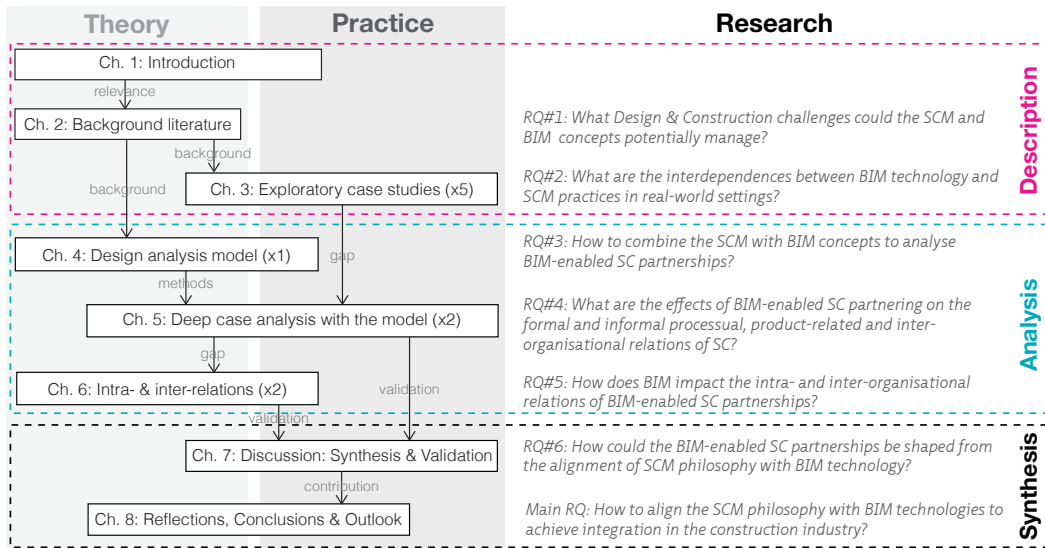 Theory
Practice
Research
Ch. 1: Introduction
relevance
Ch. 2: Background literature
RQ#1: What Design & Construction challenges could the SCM and
BIM concepts potentially manage?
background
background
Ch. 3: Exploratory case studies (x5)
RQ#2: What are the interdependences between BIM technology and
SCM practices in real-world settings?
Description
Ch. 4: Design analysis model (x1)
gap
RQ#3: How to combine the SCM with BIM concepts to analyse
BIM-enabled SC partnerships?
methods
Ch. 5: Deep case analysis with the model (x2)
RQ#4: What are the effects of BIM-enabled SC partnering on the
formal and informal processual, product-related and inter-
organisational relations of SC?
gap
Ch. 6: Intra- & inter-relations (x2)
validation
RQ#5: How does BIM impact the intra- and inter-organisational
relations of BIM-enabled SC partnerships?
Analysis
validation
Ch. 7: Discussion: Synthesis & Validation
RQ#6: How could the BIM-enabled SC partnerships be shaped from
the alignment of SCM philosophy with BIM technology?
contribution
Ch. 8: Reflections, Conclusions & Outlook
Main RQ: How to align the SCM philosophy with BIM technologies to
achieve integration in the construction industry?
Synthesis